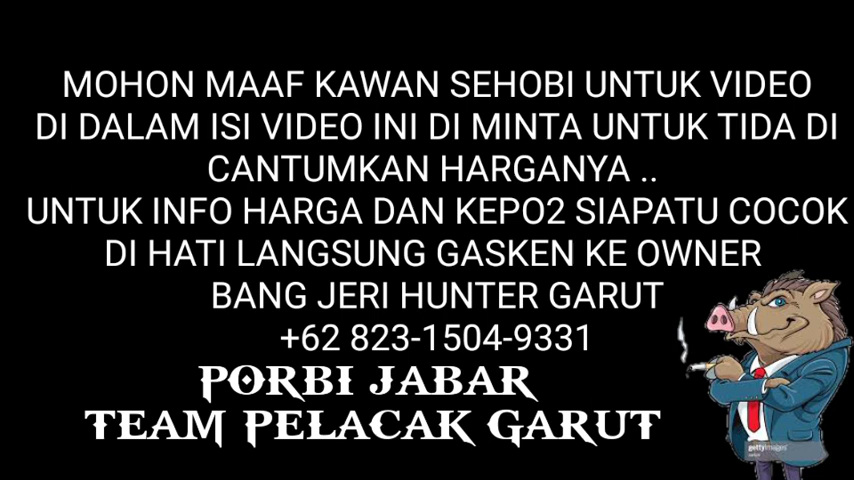 MOHON MAAF KAWAN SEHOBI UNTUK VIDEO
DI DALAM ISI VIDEO INI DI MINTA UNTUK TIDA DI
CANTUMKAN HARGANYA ..
UNTUK INFO HARGA DAN KEPO2 SIAPATU COCOK
DI HATI LANGSUNG GASKEN KE OWNER
BANG JERI HUNTER GARUT
+62 823-1504-9331
PORBI JABAR
TEAM PELACAK GARUT
gettyimages